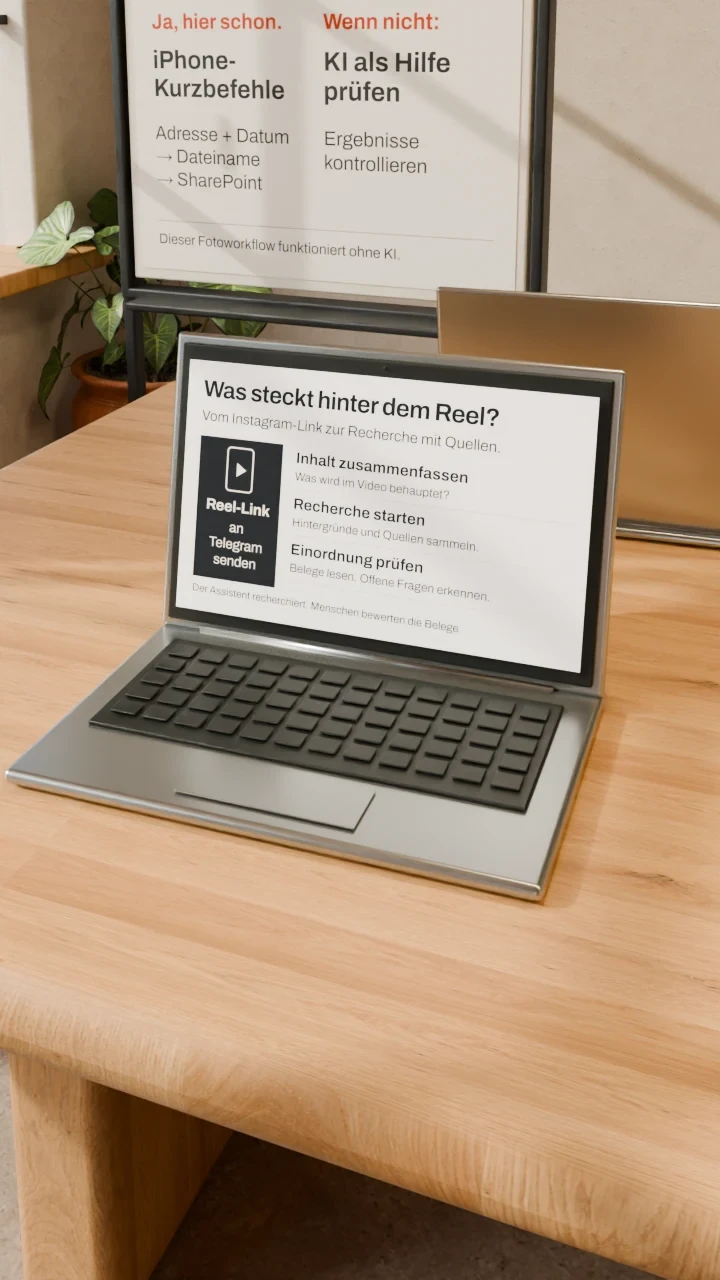 Ja, hier schon.
iPhone-
Kurzbefehle
Adresse + Datum
→ Dateiname
→ SharePoint
Wenn nicht:
KI als Hilfe
prüfen
Ergebnisse
kontrollieren
Dieser Fotoworkflow funktioniert ohne KI.
Was steckt hinter dem Reel?
Vom Instagram-Link zur Recherche mit Quellen.
Reel-Link
an
Telegram
senden
Inhalt zusammenfassen
Was wird im Video behauptet?
Recherche starten
Hintergründe und Quellen sammeln.
Einordnung prüfen
Belege lesen. Offene Fragen erkennen.
Der Assistent recherchiert. Menschen bewerten die Belege.